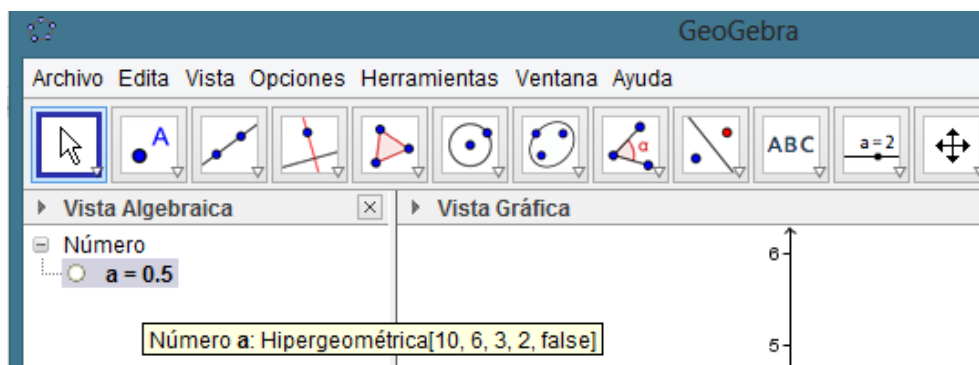 GeoGebra
Archivo Edita Vista Opciones Herramientas Ventana Ayuda
A
α
ABC
a=2
Vista Algebraica
Vista Gráfica
Número
a = 0.5
Número a: Hipergeométrica[10, 6, 3, 2, false]
6
5